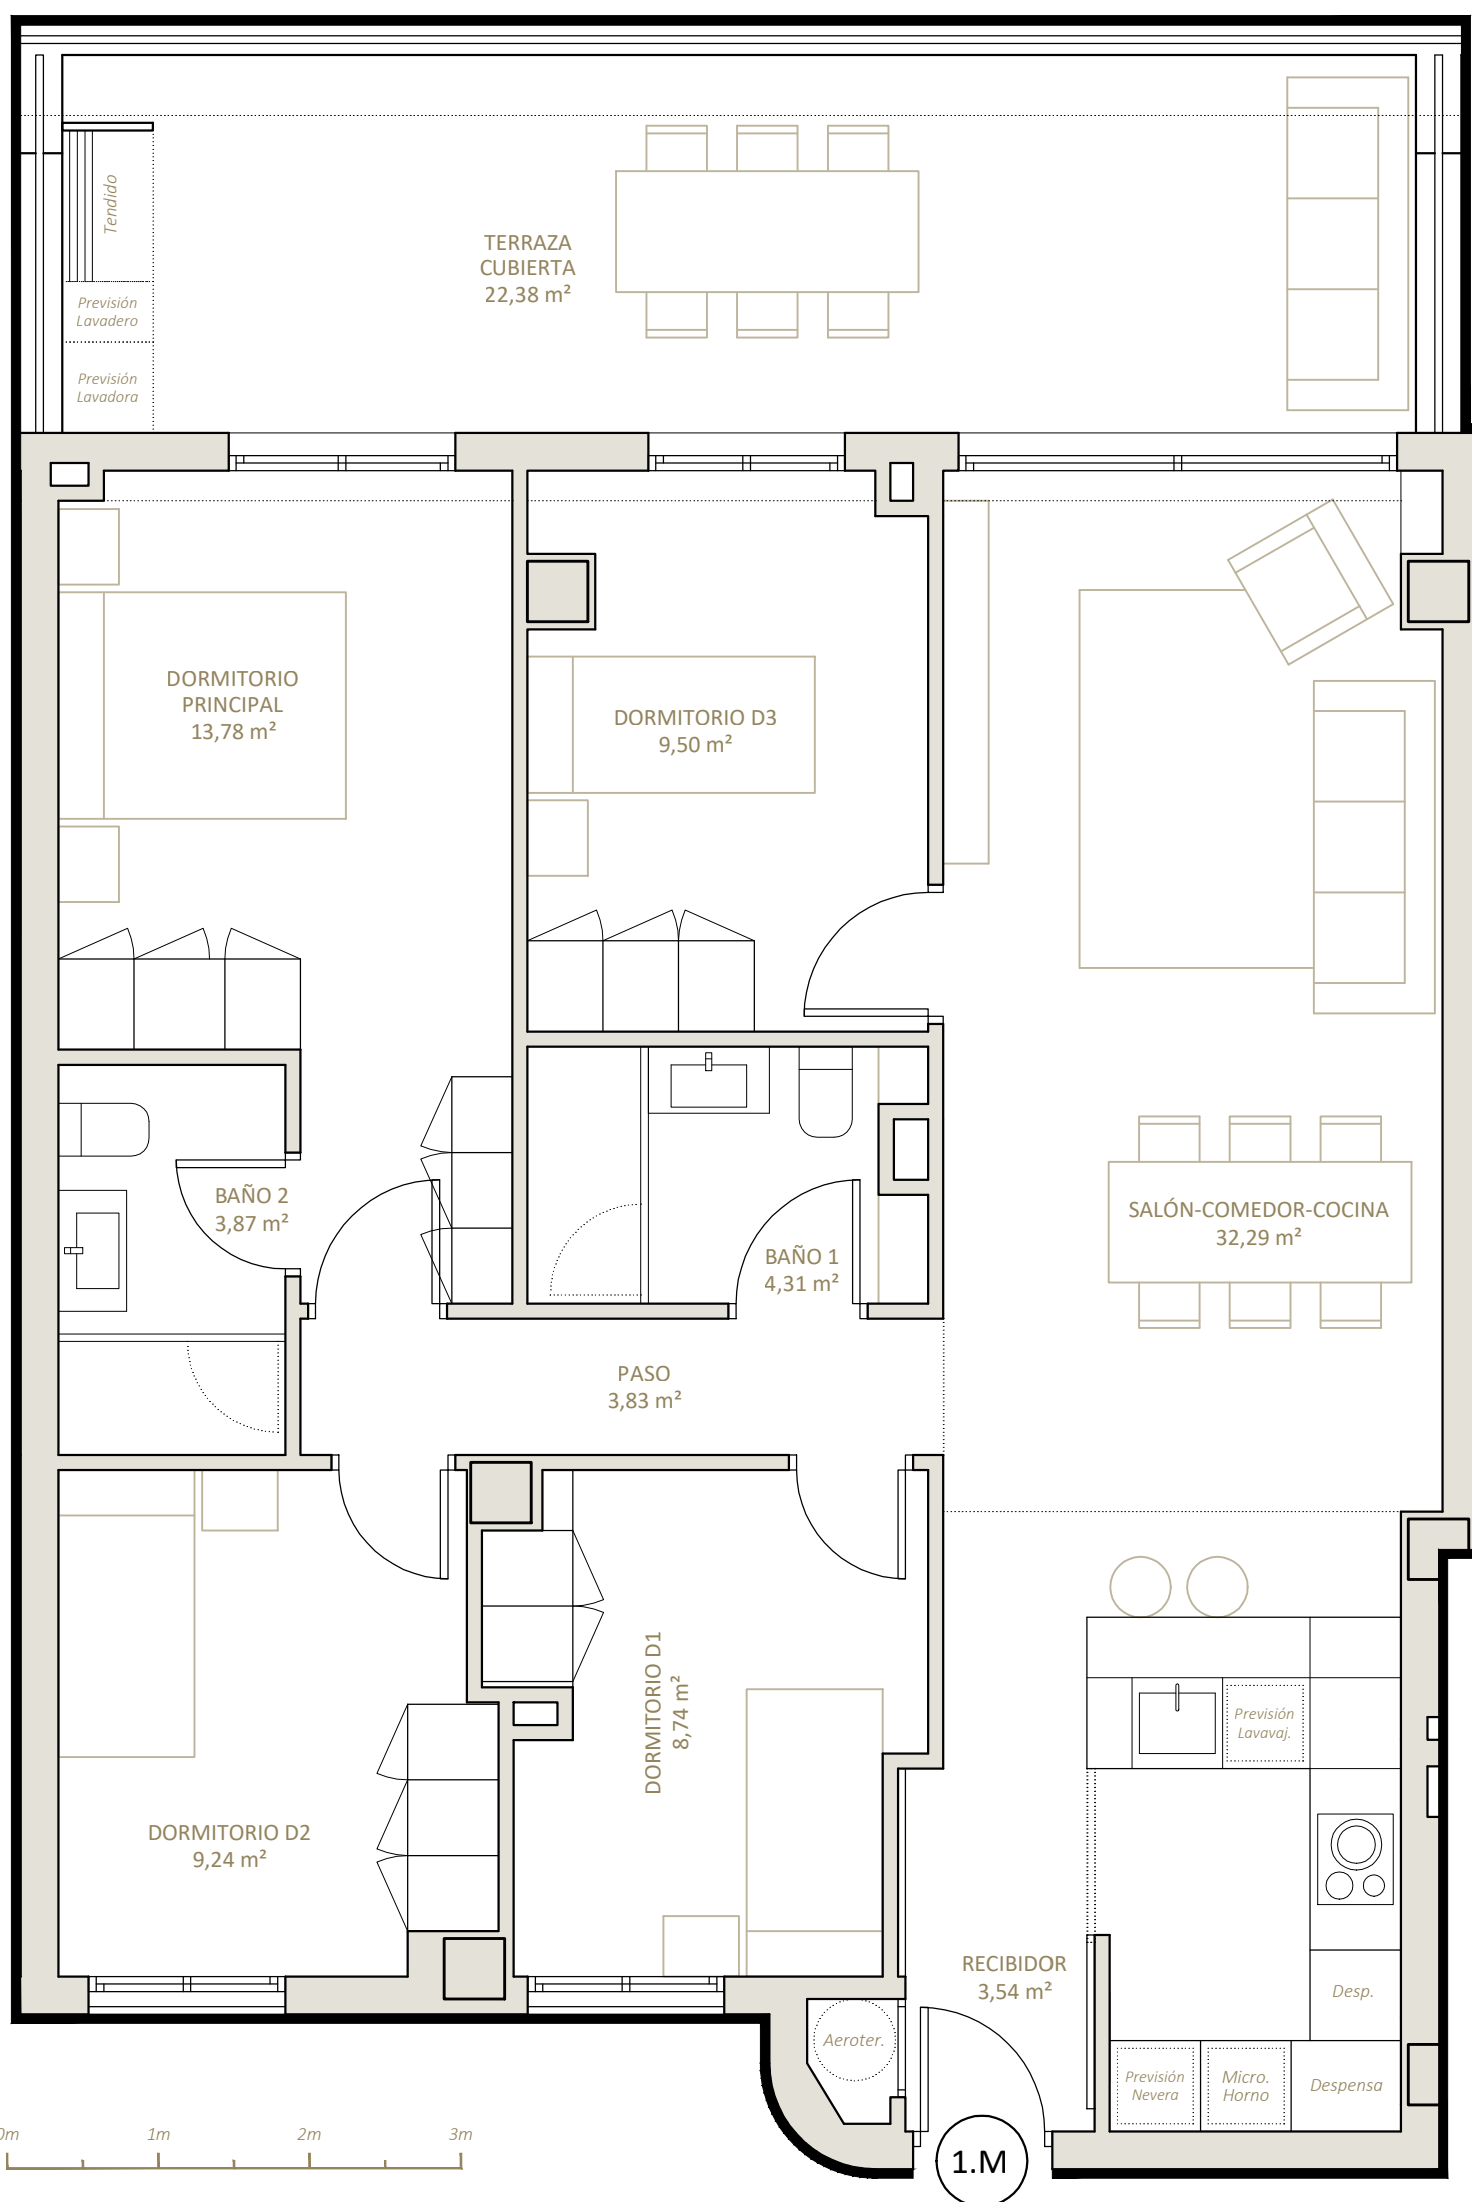 Tendido
TERRAZA
CUBIERTA
22,38 m²
Previsión
Lavadero
Previsión
Lavadora
DORMITORIO
PRINCIPAL
13,78 m²
DORMITORIO D3
9,50 m²
BAÑO 2
3,87 m²
BAÑO 1
4,31 m²
SALÓN-COMEDOR-COCINA
32,29 m²
PASO
3,83 m²
DORMITORIO D1
8,74 m²
Previsión
Lavavaj.
DORMITORIO D2
9,24 m²
RECIBIDOR
3,54 m²
Desp.
Aeroter.
Previsión
Nevera
Micro.
Horno
Despensa
0m 1m 2m 3m
1.M